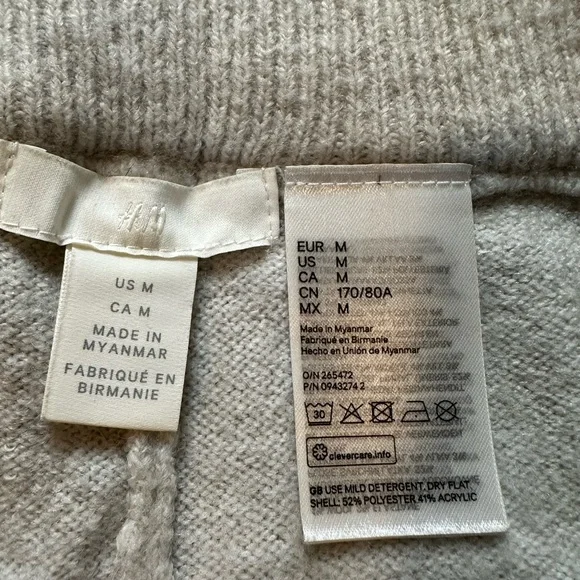 H&M
US M
CA M
MADE IN
MYANMAR
FABRIQUÉ EN
BIRMANIE
EUR M
US M
CA M
CN 170/80A
MX M
Made in Myanmar
Fabriqué en Birmanie
Hecho en Unión de Myanmar
O/N 265472
P/N 0943274 2
30
clevercare.info
GB USE MILD DETERGENT, DRY FLAT
SHELL: 52% POLYESTER 41% ACRYLIC